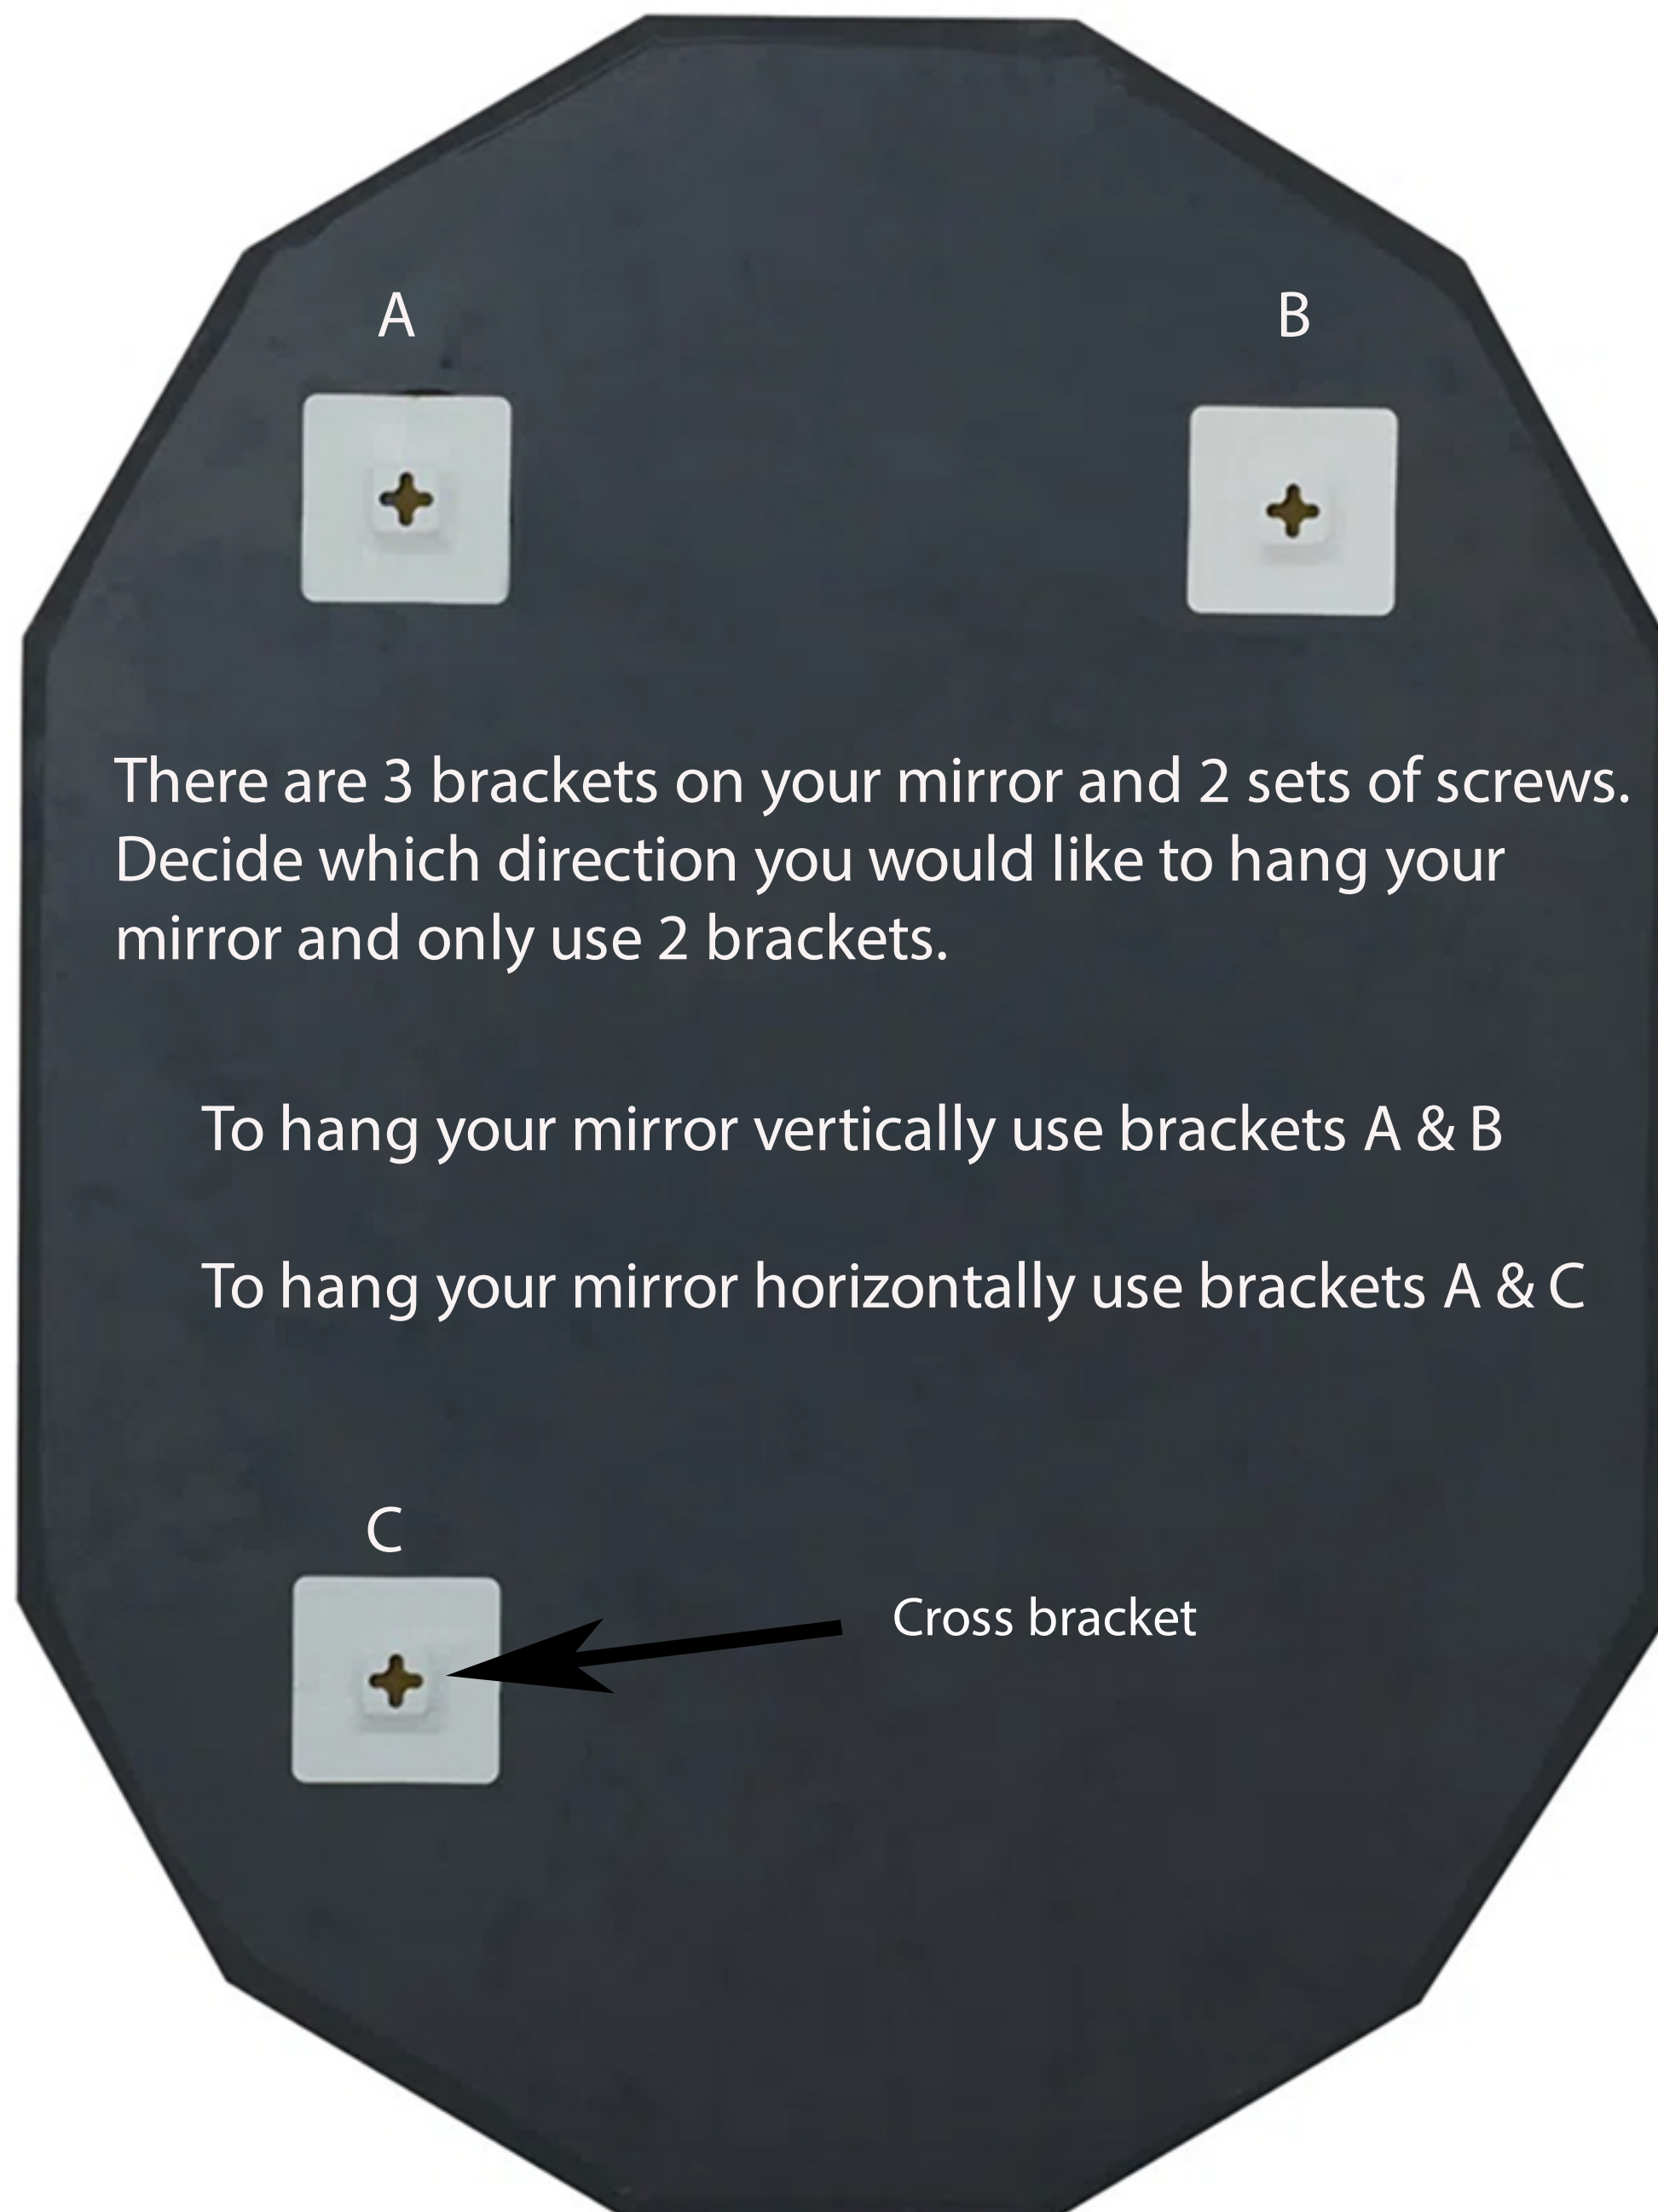 A
B
There are 3 brackets on your mirror and 2 sets of screws.
Decide which direction you would like to hang your
mirror and only use 2 brackets.
To hang your mirror vertically use brackets A & B
To hang your mirror horizontally use brackets A & C
C
Cross bracket